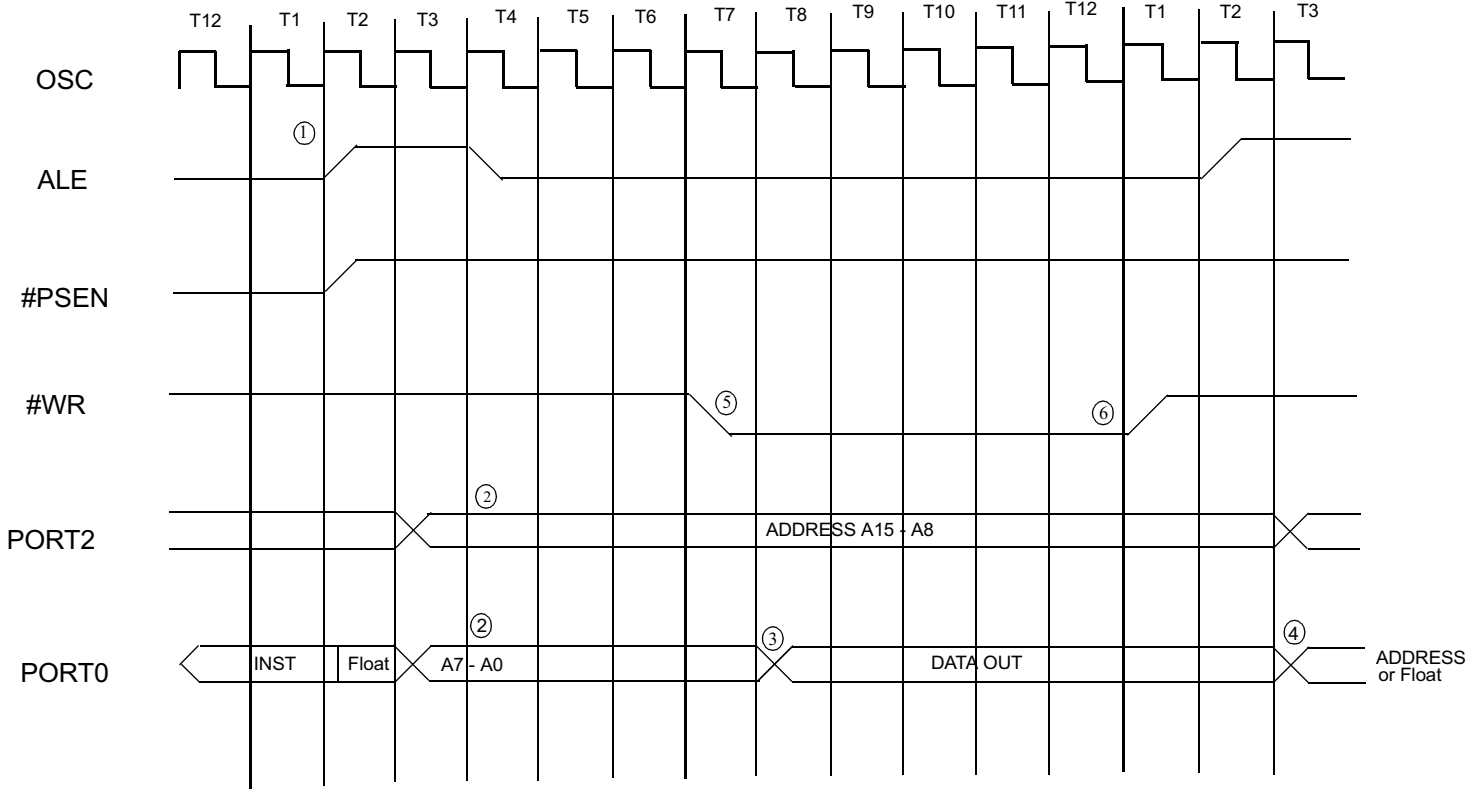 T12 T1 T2 T3 T4 T5 T6 T7 T8 T9 T10 T11 T12 T1 T2 T3
OSC
①
ALE
#PSEN
#WR ⑤ ⑥
②
PORT2 ADDRESS A15 - A8
② ③ ④
PORT0 INST Float A7 - A0 DATA OUT ADDRESS
or Float